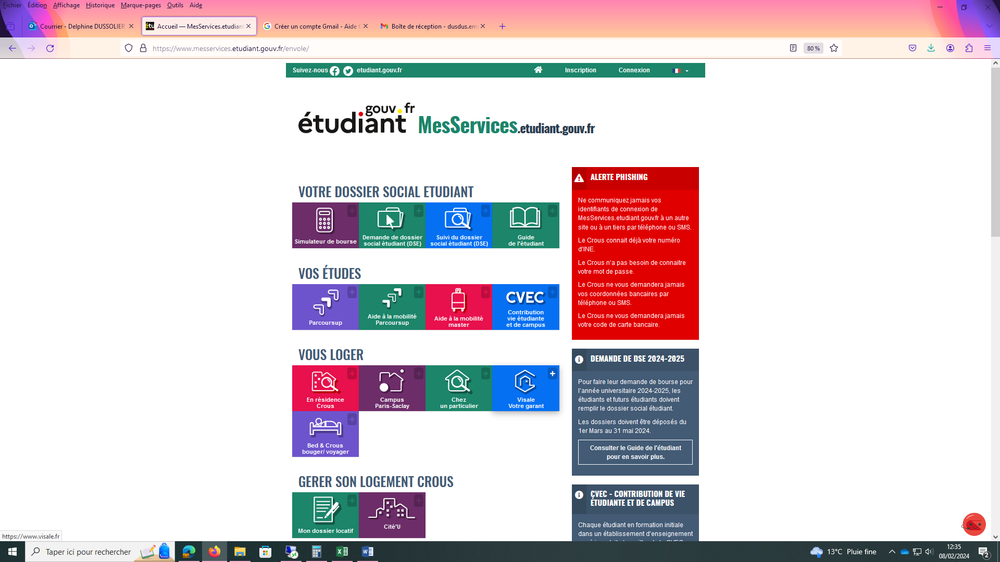 Fichier Édition Affichage Historique Marque-pages Outils Aide
Courrier - Delphine DUSSOLIER
Accueil — MesServices.etudiant
Créer un compte Gmail - Aide
Boîte de réception - dusdus.em
https://www.messervices.etudiant.gouv.fr/envole/
80 %
Suivez-nous etudiant.gouv.fr Inscription Connexion
étudiant gouv.fr MesServices.etudiant.gouv.fr
VOTRE DOSSIER SOCIAL ETUDIANT
Simulateur de bourse
Demande de dossier
social étudiant (DSE)
Suivi du dossier
social étudiant (DSE)
Guide
de l'étudiant
VOS ÉTUDES
Parcoursup
Aide à la mobilité
Parcoursup
Aide à la mobilité
master
CVEC
Contribution
vie étudiante
et de campus
VOUS LOGER
En résidence
Crous
Campus
Paris-Saclay
Chez
un particulier
Visale
Votre garant
Bed & Crous
bouger/ voyager
GERER SON LOGEMENT CROUS
Mon dossier locatif
Cité'U
ALERTE PHISHING
Ne communiquez jamais vos
identifiants de connexion de
MesServices.etudiant.gouv.fr à un autre
site ou à un tiers par téléphone ou SMS.
Le Crous connait déjà votre numéro
d'INE.
Le Crous n'a pas besoin de connaitre
votre mot de passe.
Le Crous ne vous demandera jamais
vos coordonnées bancaires par
téléphone ou SMS.
Le Crous ne vous demandera jamais
votre code de carte bancaire.
DEMANDE DE DSE 2024-2025
Pour faire leur demande de bourse pour
l'année universitaire 2024-2025, les
étudiants et futurs étudiants doivent
remplir le dossier social étudiant.
Les dossiers doivent être déposés du
1er Mars au 31 mai 2024.
Consulter le Guide de l'étudiant
pour en savoir plus.
CVEC - CONTRIBUTION DE VIE
ÉTUDIANTE ET DE CAMPUS
Chaque étudiant en formation initiale
dans un établissement d'enseignement
https://www.visale.fr
Taper ici pour rechercher
13°C Pluie fine
12:35
08/02/2024
2